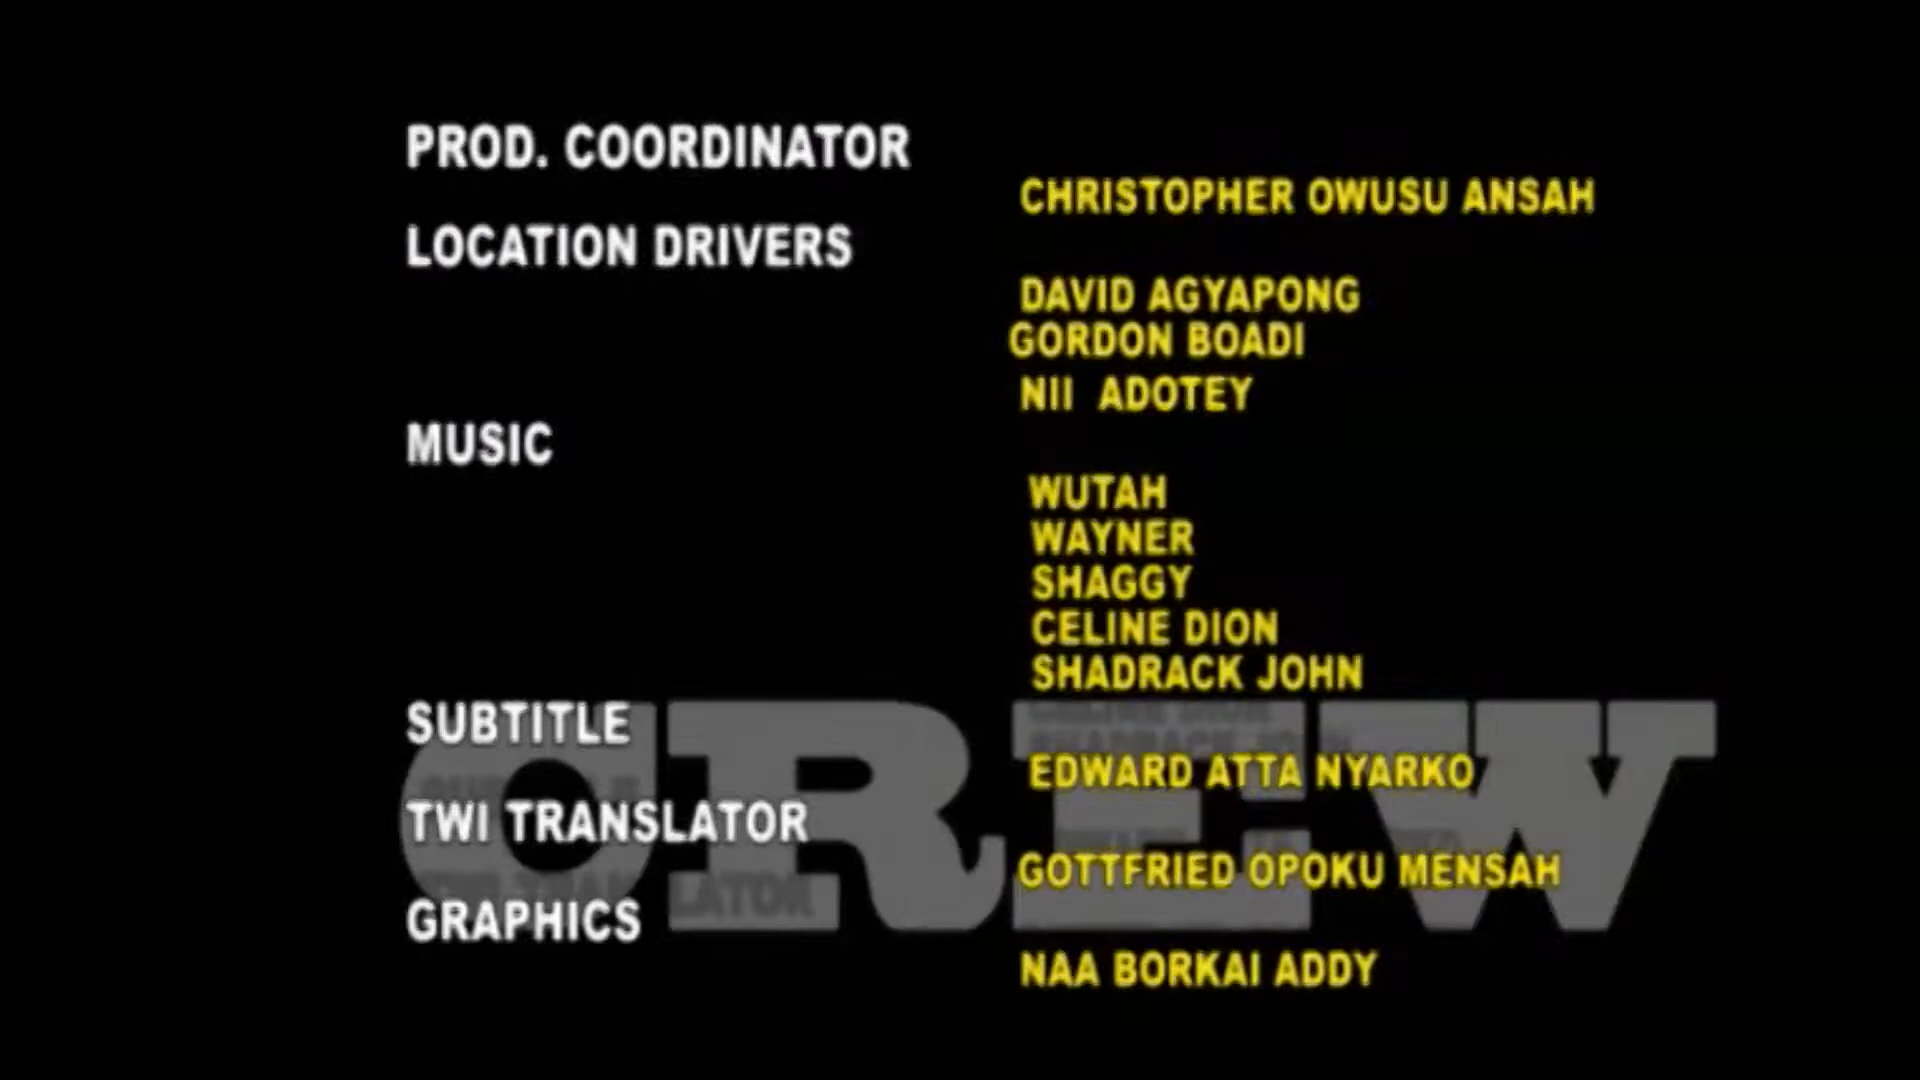 PROD. COORDINATOR
CHRISTOPHER OWUSU ANSAH
LOCATION DRIVERS
DAVID AGYAPONG
GORDON BOADI
NII ADOTEY
MUSIC
WUTAH
WAYNER
SHAGGY
CELINE DION
SHADRACK JOHN
SUBTITLE
EDWARD ATTA NYARKO
TWI TRANSLATOR
GOTTFRIED OPOKU MENSAH
GRAPHICS
NAA BORKAI ADDY
CREW